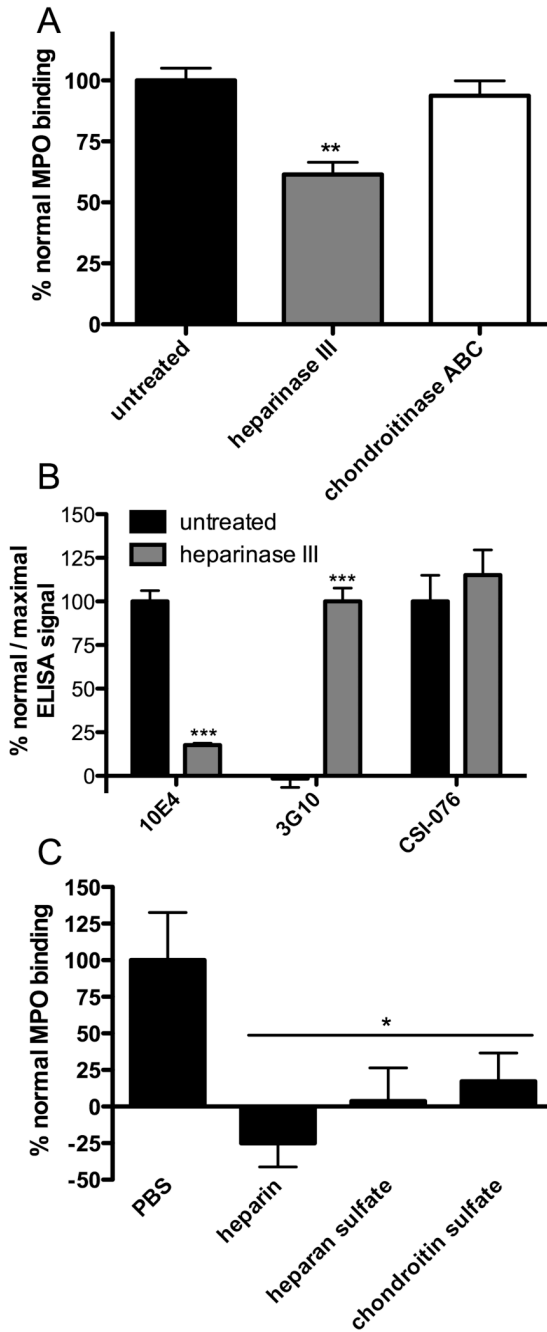 A
% normal MPO binding
100
75
50
25
0
**
untreated
heparinase III
chondroitinase ABC
B
% normal / maximal
ELISA signal
150
125
100
75
50
25
0
untreated
heparinase III
***
***
10E4
3G10
CSI-076
C
% normal MPO binding
150
125
100
75
50
25
0
-25
-50
*
PBS
heparin
heparan sulfate
chondroitin sulfate